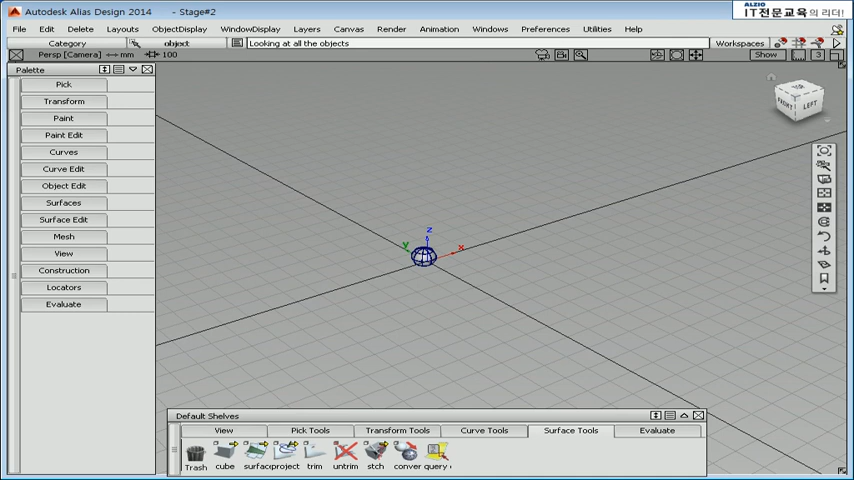 ALZIO
IT전문교육의 리더!
Autodesk Alias Design 2014 - Stage#2
File Edit Delete Layouts ObjectDisplay WindowDisplay Layers Canvas Render Animation Windows Preferences Utilities Help
Category object Looking at all the objects Workspaces
Persp [Camera] mm 100 Show 3
Palette
Pick
Transform
Paint
Paint Edit
Curves
Curve Edit
Object Edit
Surfaces
Surface Edit
Mesh
View
Construction
Locators
Evaluate
FRONT LEFT
z
y x
Default Shelves
View Pick Tools Transform Tools Curve Tools Surface Tools Evaluate
Trash cube surfac project trim untrim stch conver query